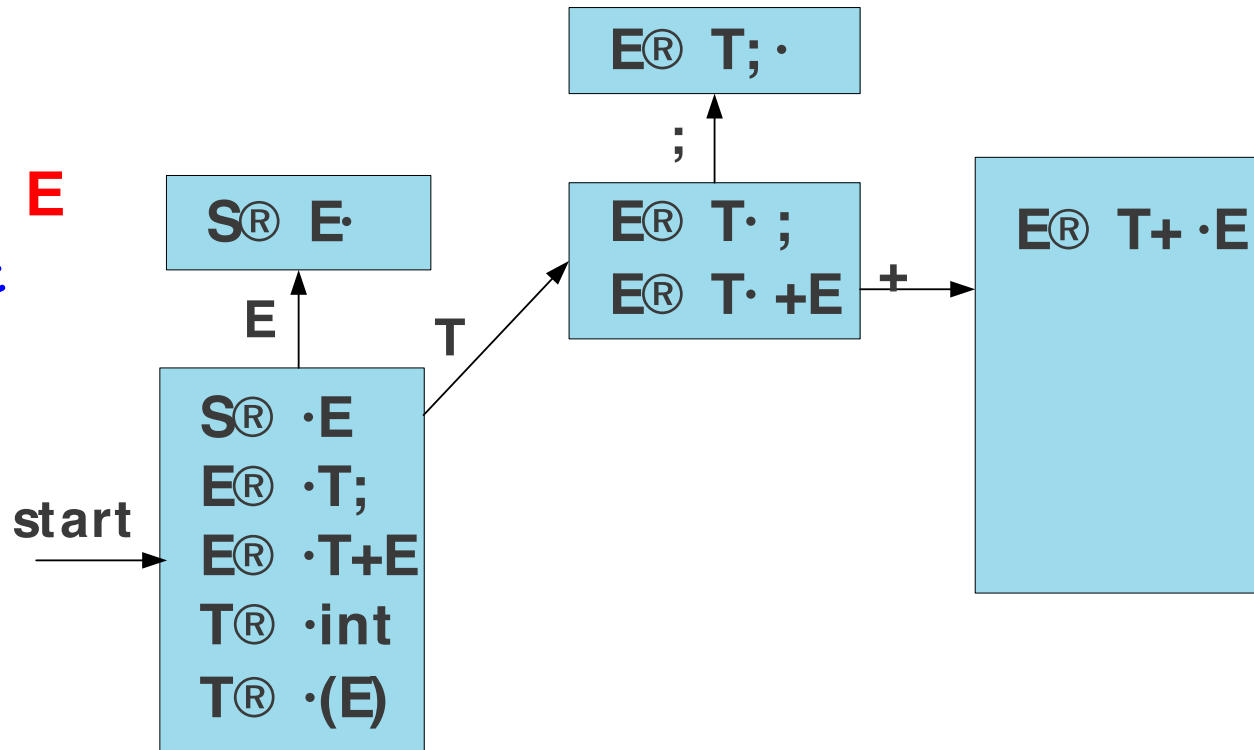 E® T; ·
;
E
S® E·
E® T· ;
E® T· +E
+
E® T+ ·E
E
T
start
S® ·E
E® ·T;
E® ·T+E
T® ·int
T® ·(E)